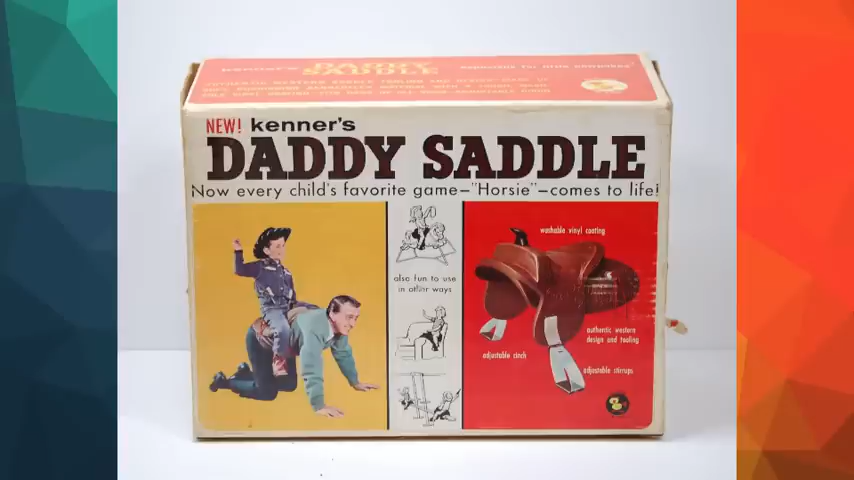 kenner's DADDY SADDLE
NEW! kenner's
DADDY SADDLE
Now every child's favorite game—"Horsie"—comes to life!
washable vinyl coating
also fun to use
in other ways
authentic western
design and tooling
adjustable cinch
adjustable stirrups